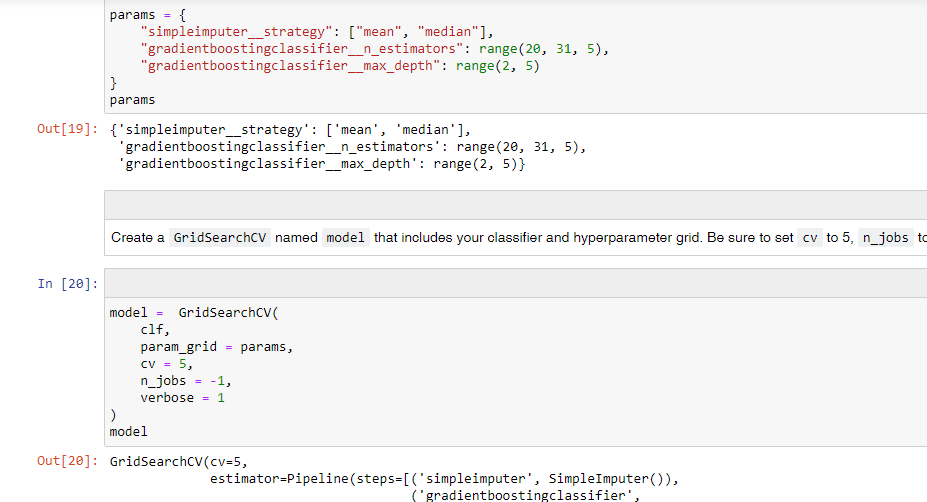 params = {
    "simpleimputer__strategy": ["mean", "median"],
    "gradientboostingclassifier__n_estimators": range(20, 31, 5),
    "gradientboostingclassifier__max_depth": range(2, 5)
}
params
Out[19]: {'simpleimputer__strategy': ['mean', 'median'],
 'gradientboostingclassifier__n_estimators': range(20, 31, 5),
 'gradientboostingclassifier__max_depth': range(2, 5)}
Create a GridSearchCV named model that includes your classifier and hyperparameter grid. Be sure to set cv to 5, n_jobs to
In [20]:
model =  GridSearchCV(
    clf,
    param_grid = params,
    cv = 5,
    n_jobs = -1,
    verbose = 1
)
model
Out[20]: GridSearchCV(cv=5,
             estimator=Pipeline(steps=[('simpleimputer', SimpleImputer()),
                                       ('gradientboostingclassifier',